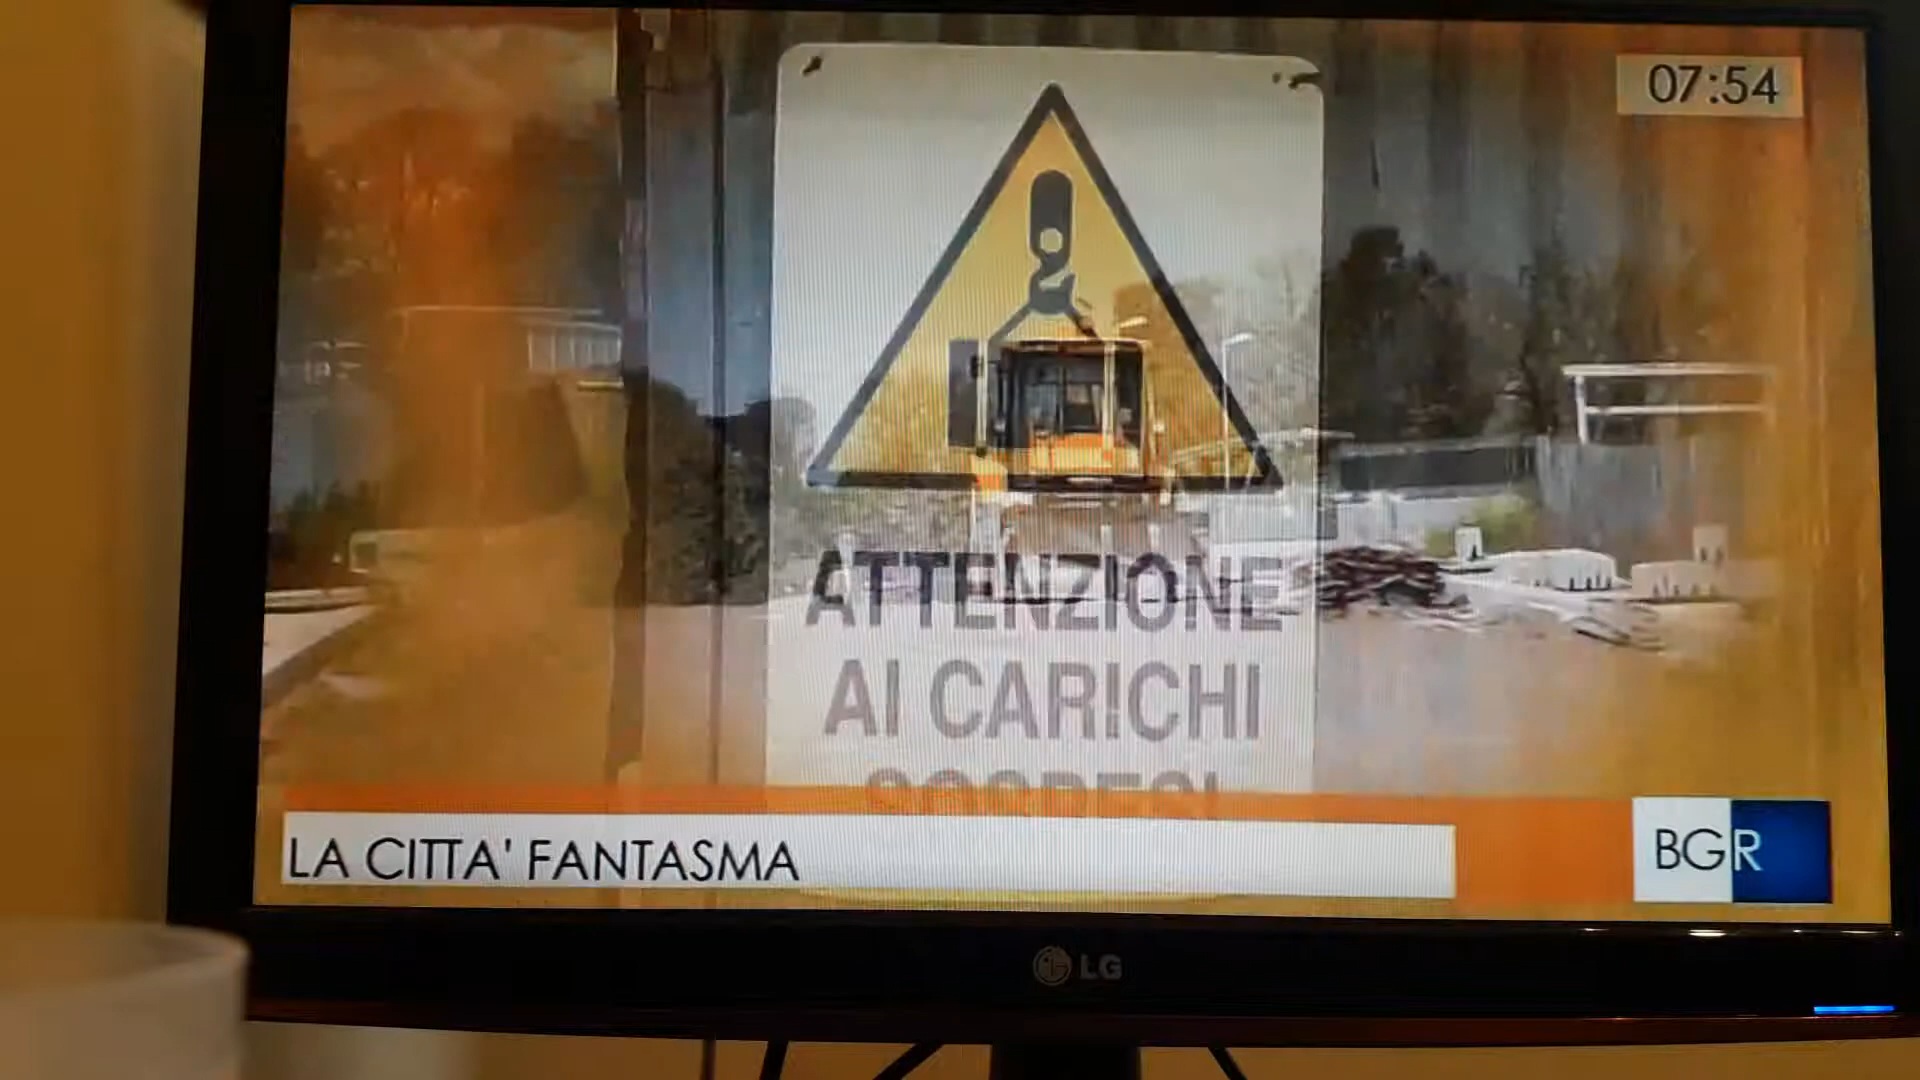 07:54
ATTENZIONE
AI CARICHI
LA CITTA' FANTASMA
BGR
LG